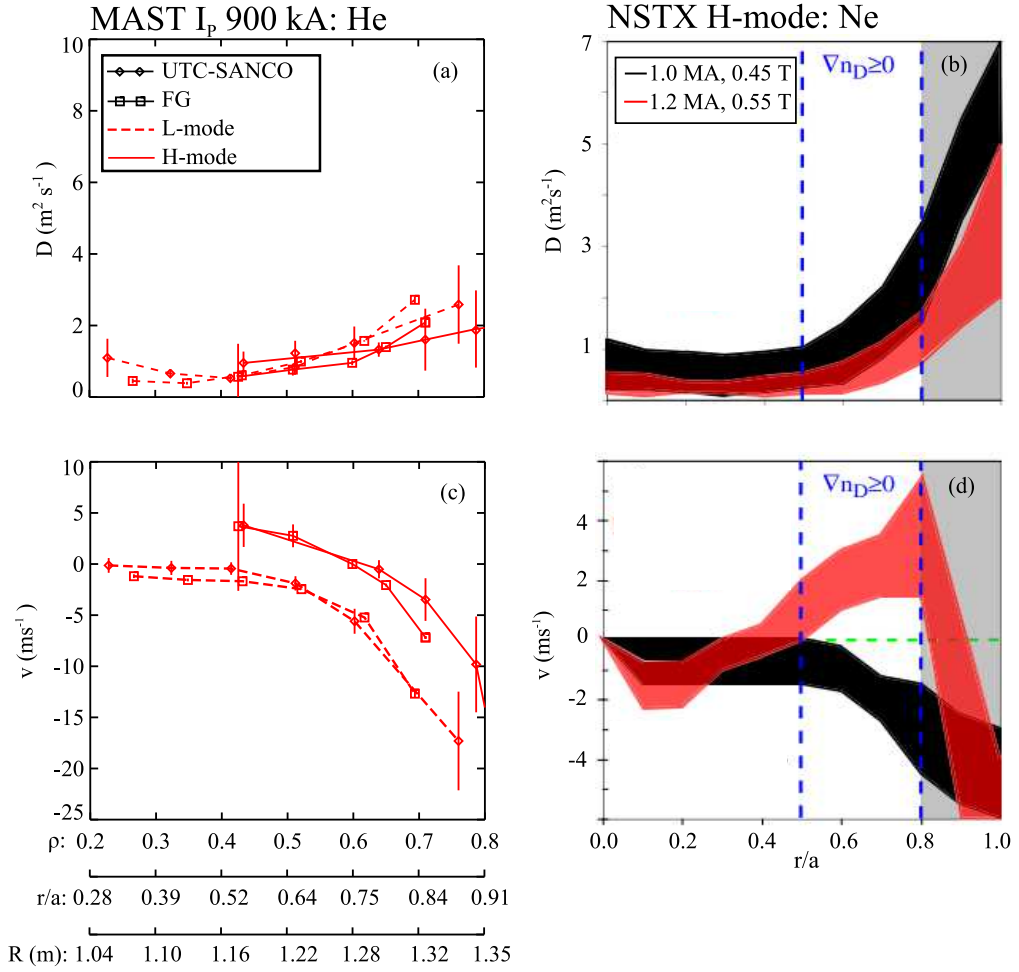 MAST I_P 900 kA: He
NSTX H-mode: Ne
UTC-SANCO
FG
L-mode
H-mode
(a)
10
8
6
4
2
0
D (m² s⁻¹)
1.0 MA, 0.45 T
1.2 MA, 0.55 T
∇n_D≥0
(b)
7
5
3
1
D (m²s⁻¹)
(c)
10
5
0
-5
-10
-15
-20
-25
v (ms⁻¹)
0.2 0.3 0.4 0.5 0.6 0.7 0.8
ρ:
r/a: 0.28 0.39 0.52 0.64 0.75 0.84 0.91
R (m): 1.04 1.10 1.16 1.22 1.28 1.32 1.35
∇n_D≥0
(d)
4
2
0
-2
-4
v (ms⁻¹)
0.0 0.2 0.4 0.6 0.8 1.0
r/a